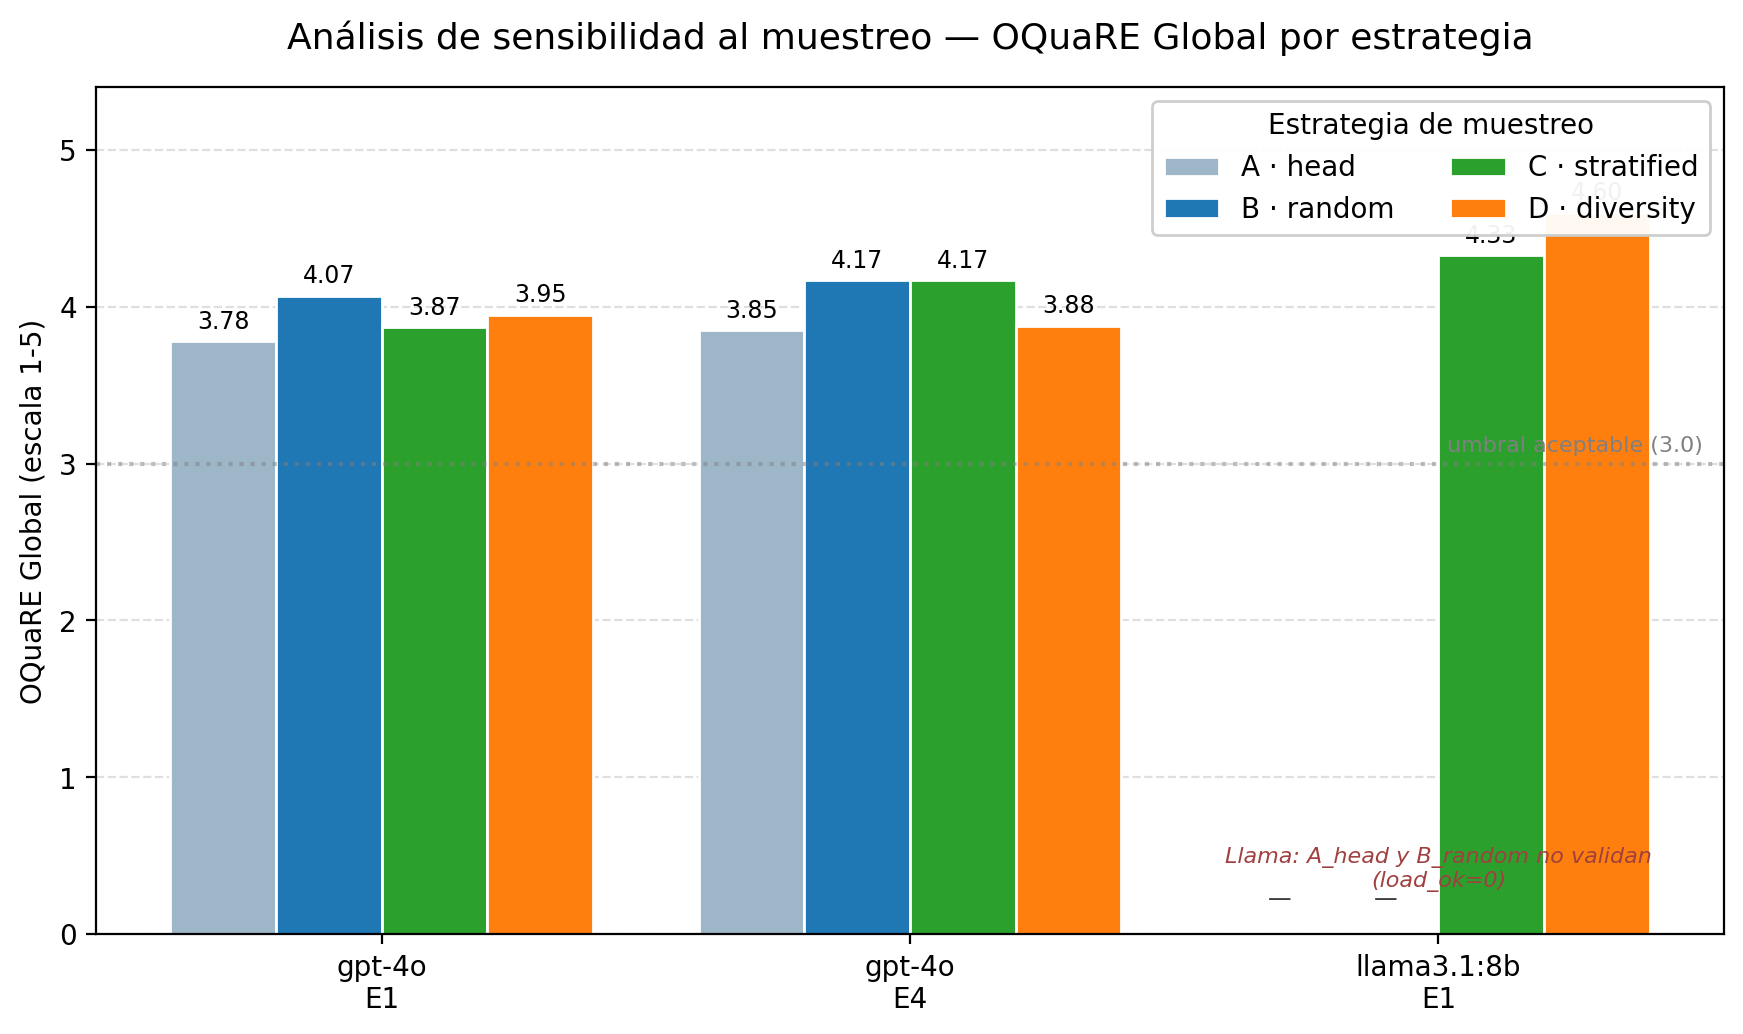 Análisis de sensibilidad al muestreo — OQuaRE Global por estrategia
Estrategia de muestreo
A · head
C · stratified
B · random
D · diversity
OQuaRE Global (escala 1-5)
5
4
3
2
1
0
3.78
4.07
3.87
3.95
3.85
4.17
4.17
3.88
4.33
4.60
umbral aceptable (3.0)
Llama: A_head y B_random no validan
(load_ok=0)
— —
gpt-4o
E1
gpt-4o
E4
llama3.1:8b
E1